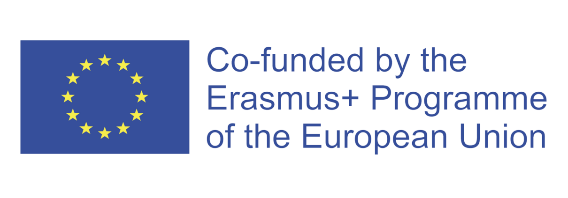 Co-funded by the
Erasmus+ Programme
of the European Union